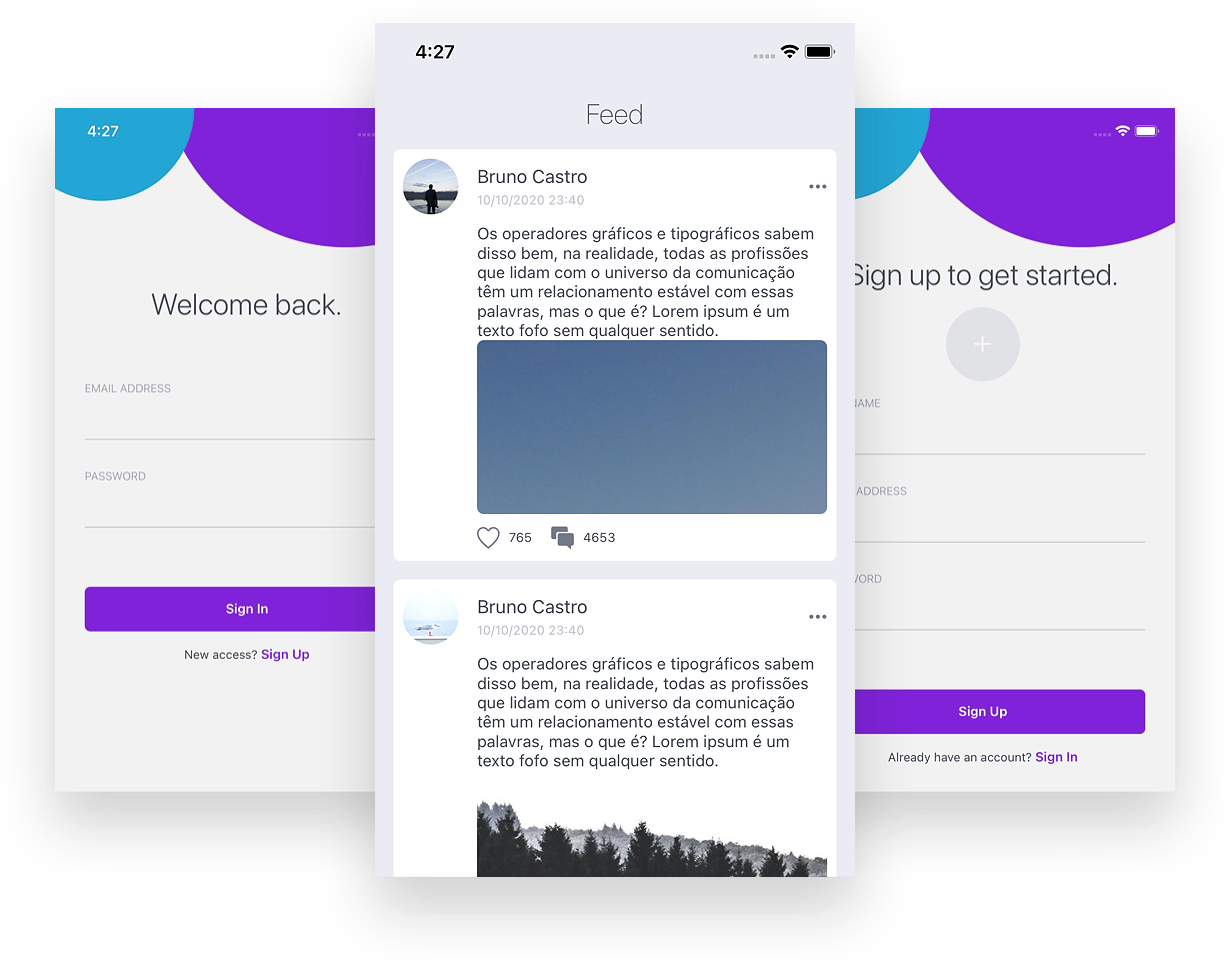 4:27
Welcome back.
EMAIL ADDRESS
PASSWORD
Sign In
New access? Sign Up
4:27
Feed
Bruno Castro
10/10/2020 23:40
Os operadores gráficos e tipográficos sabem
disso bem, na realidade, todas as profissões
que lidam com o universo da comunicação
têm um relacionamento estável com essas
palavras, mas o que é? Lorem ipsum é um
texto fofo sem qualquer sentido.
765 4653
Bruno Castro
10/10/2020 23:40
Os operadores gráficos e tipográficos sabem
disso bem, na realidade, todas as profissões
que lidam com o universo da comunicação
têm um relacionamento estável com essas
palavras, mas o que é? Lorem ipsum é um
texto fofo sem qualquer sentido.
Sign up to get started.
AME
ADDRESS
ORD
Sign Up
Already have an account? Sign In